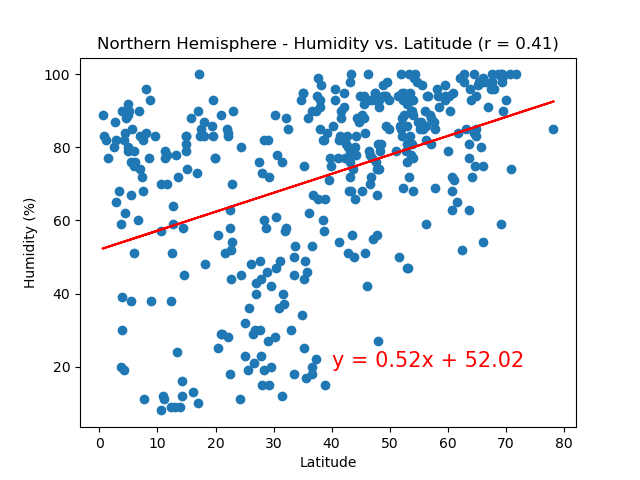 Northern Hemisphere - Humidity vs. Latitude (r = 0.41)
100
80
60
40
20
Humidity (%)
y = 0.52x + 52.02
0 10 20 30 40 50 60 70 80
Latitude